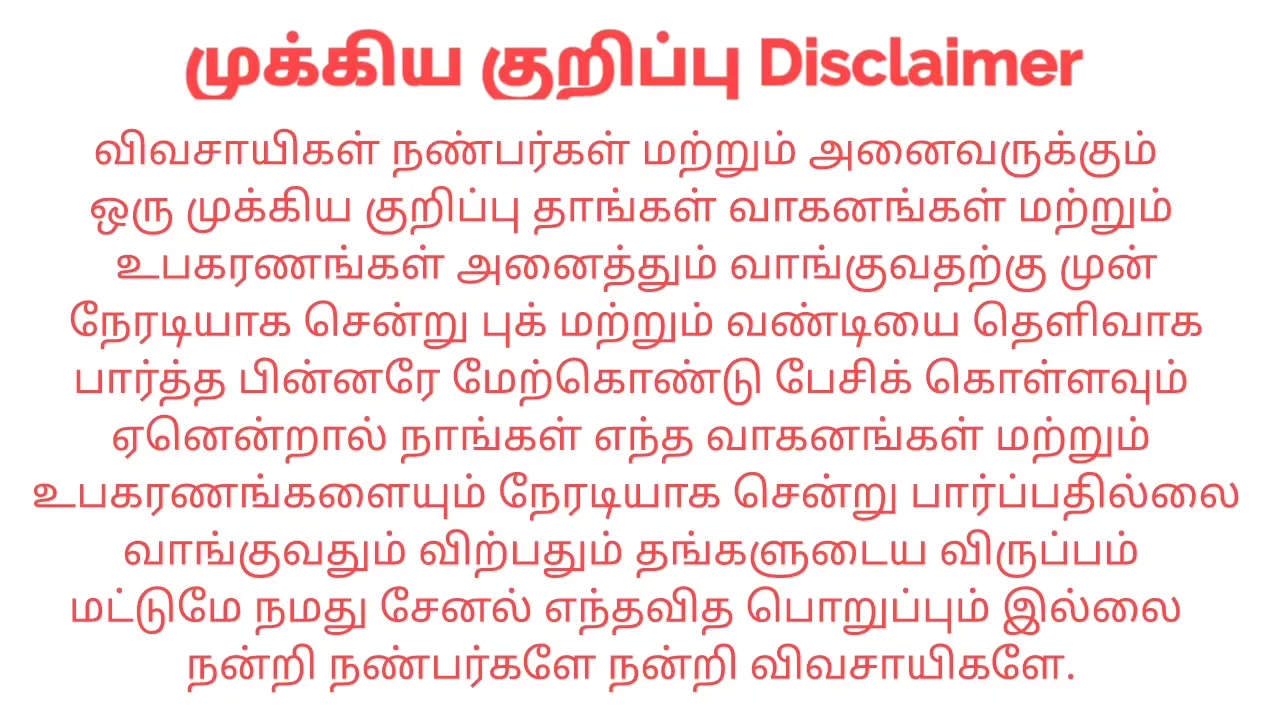 முக்கிய குறிப்பு Disclaimer
விவசாயிகள் நண்பர்கள் மற்றும் அனைவருக்கும்
ஒரு முக்கிய குறிப்பு தாங்கள் வாகனங்கள் மற்றும்
உபகரணங்கள் அனைத்தும் வாங்குவதற்கு முன்
நேரடியாக சென்று புக் மற்றும் வண்டியை தெளிவாக
பார்த்த பின்னரே மேற்கொண்டு பேசிக் கொள்ளவும்
ஏனென்றால் நாங்கள் எந்த வாகனங்கள் மற்றும்
உபகரணங்களையும் நேரடியாக சென்று பார்ப்பதில்லை
வாங்குவதும் விற்பதும் தங்களுடைய விருப்பம்
மட்டுமே நமது சேனல் எந்தவித பொறுப்பும் இல்லை
நன்றி நண்பர்களே நன்றி விவசாயிகளே.